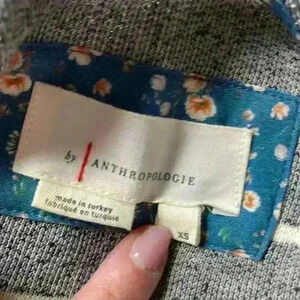 by ANTHROPOLOGIE
made in turkey
fabriqué en turquie
XS